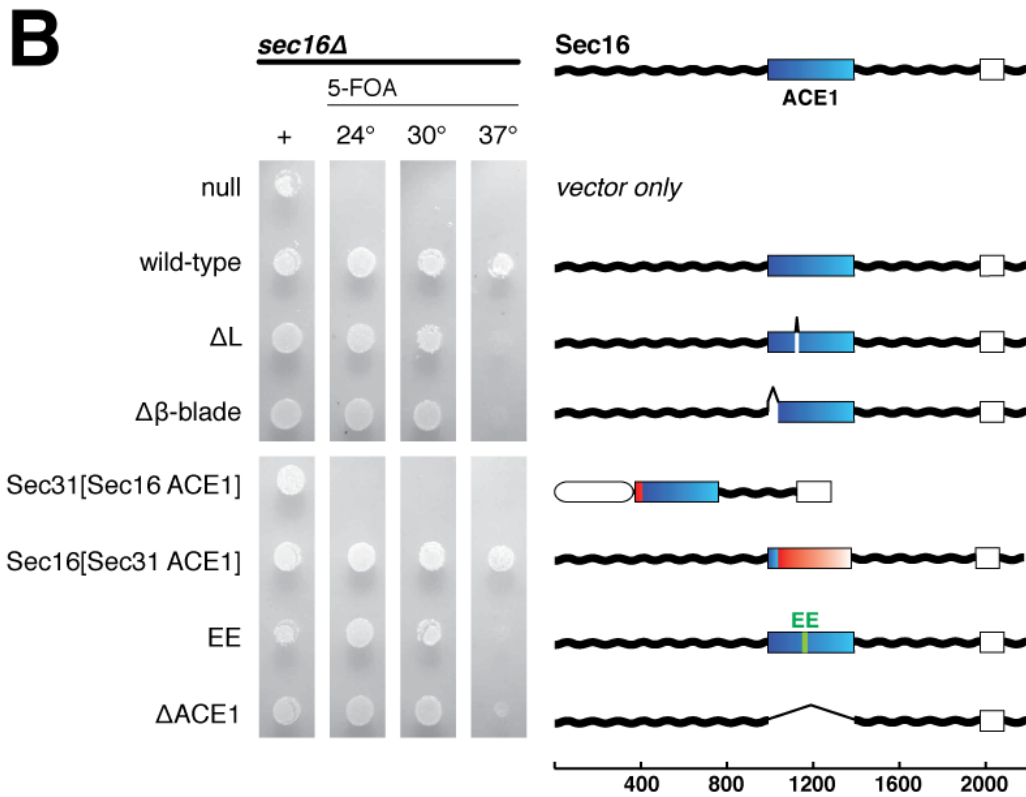 B
sec16Δ
5-FOA
+ 24° 30° 37°
Sec16
ACE1
null
vector only
wild-type
ΔL
Δβ-blade
Sec31[Sec16 ACE1]
Sec16[Sec31 ACE1]
EE
EE
ΔACE1
400 800 1200 1600 2000